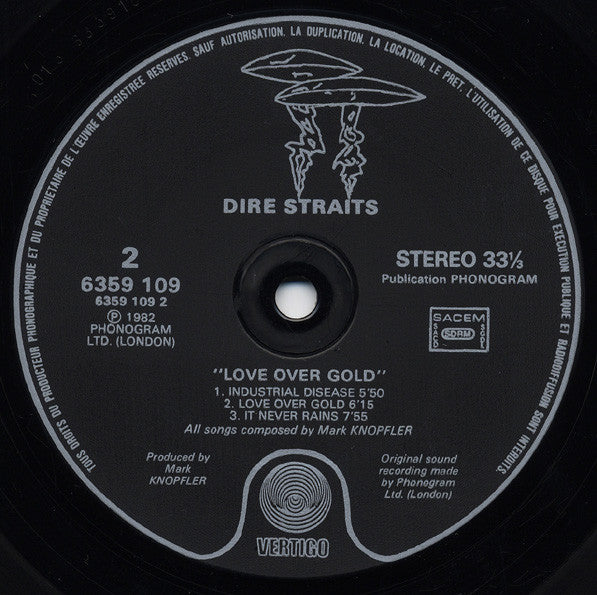 TOUS DROITS DU PRODUCTEUR PHONOGRAPHIQUE ET DU PROPRIETAIRE DE L'ŒUVRE ENREGISTREE RESERVES. SAUF AUTORISATION, LA DUPLICATION, LA LOCATION, LE PRET, L'UTILISATION DE CE DISQUE POUR EXECUTION PUBLIQUE ET RADIODIFFUSION SONT INTERDITS
DIRE STRAITS
2
6359 109
6359 109 2
Ⓟ 1982
PHONOGRAM
LTD. (LONDON)
STEREO 33⅓
Publication PHONOGRAM
SACEM
SACD SDRM SGDL
"LOVE OVER GOLD"
1. INDUSTRIAL DISEASE 5'50
2. LOVE OVER GOLD 6'15
3. IT NEVER RAINS 7'55
All songs composed by Mark KNOPFLER
Produced by
Mark
KNOPFLER
Original sound
recording made
by Phonogram
Ltd. (London)
VERTIGO